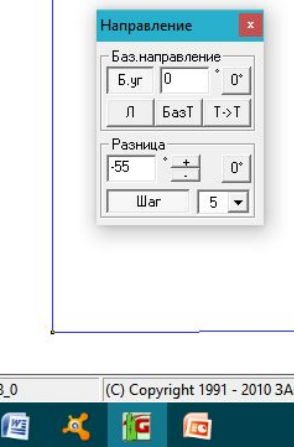 Направление x
Баз.направление
Б.уг 0 ° 0°
Л БазТ Т->Т
Разница
-55 ° + - 0°
Шаг 5
3_0 (C) Copyright 1991 - 2010 ЗА